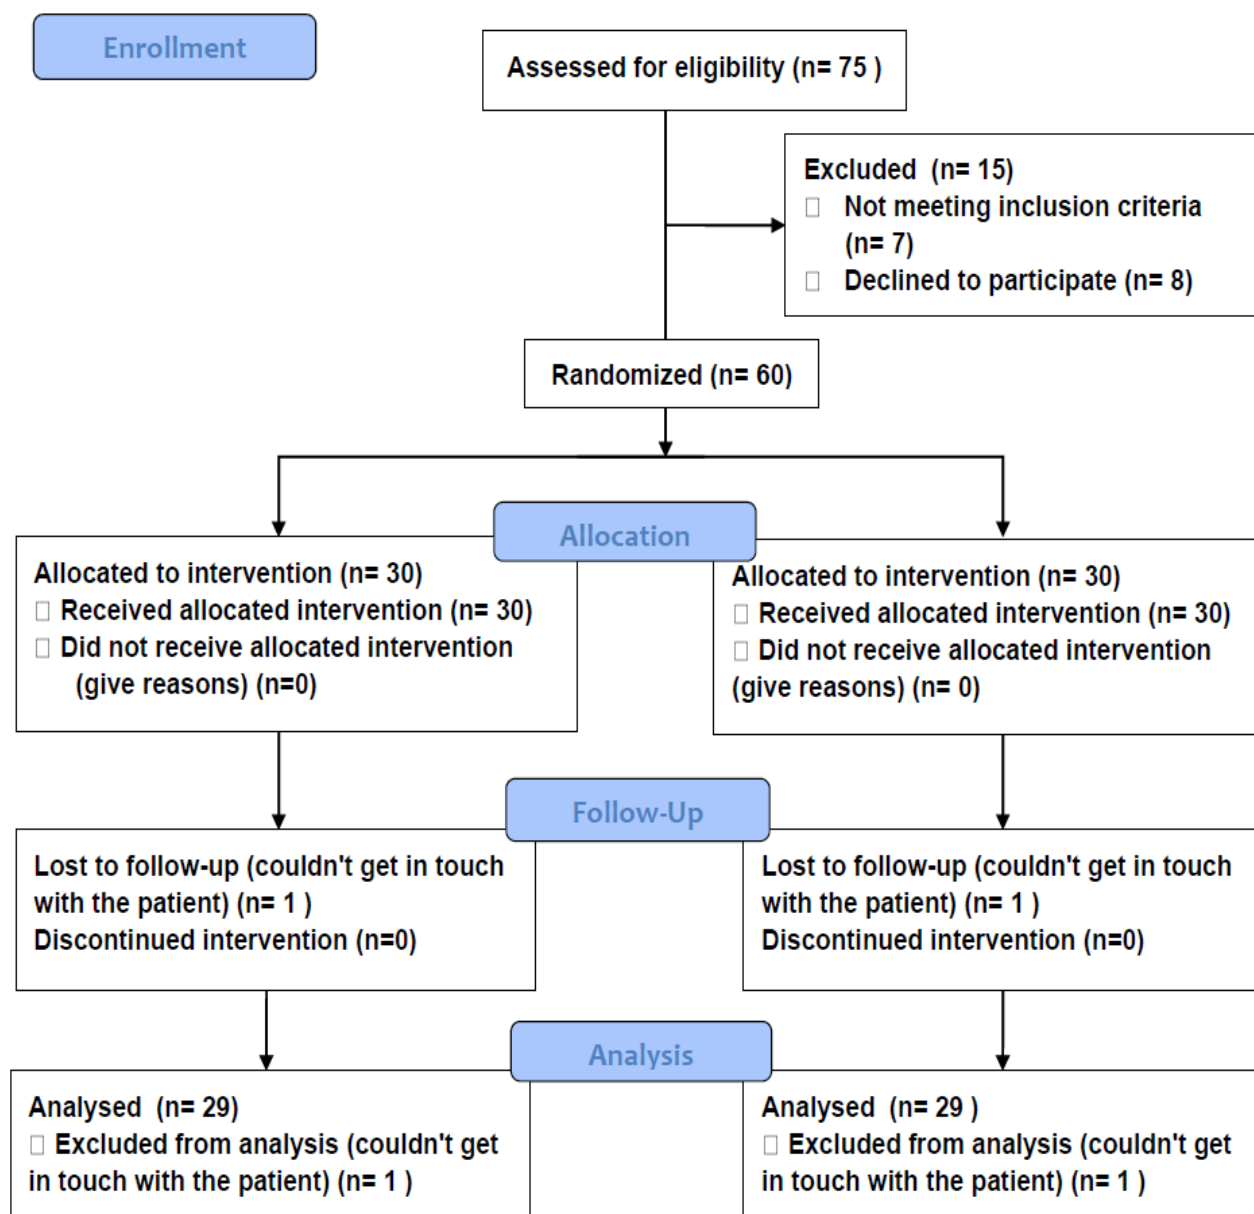 Enrollment
Assessed for eligibility (n= 75 )
Excluded  (n= 15)
□ Not meeting inclusion criteria
(n= 7)
□ Declined to participate (n= 8)
Randomized (n= 60)
Allocation
Allocated to intervention (n= 30)
□ Received allocated intervention (n= 30)
□ Did not receive allocated intervention
(give reasons) (n=0)
Allocated to intervention (n= 30)
□ Received allocated intervention (n= 30)
□ Did not receive allocated intervention
(give reasons) (n= 0)
Follow-Up
Lost to follow-up (couldn't get in touch
with the patient) (n= 1 )
Discontinued intervention (n=0)
Lost to follow-up (couldn't get in touch
with the patient) (n= 1 )
Discontinued intervention (n=0)
Analysis
Analysed  (n= 29)
□ Excluded from analysis (couldn't get
in touch with the patient) (n= 1 )
Analysed  (n= 29 )
□ Excluded from analysis (couldn't get
in touch with the patient) (n= 1 )